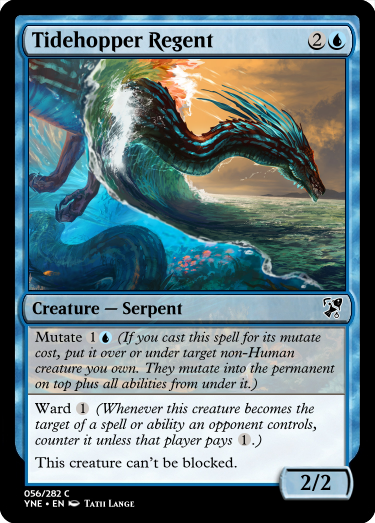 Tidehopper Regent 2
Creature — Serpent
Mutate 1 (If you cast this spell for its mutate
cost, put it over or under target non-Human
creature you own. They mutate into the permanent
on top plus all abilities from under it.)
Ward 1 (Whenever this creature becomes the
target of a spell or ability an opponent controls,
counter it unless that player pays 1.)
This creature can't be blocked.
2/2
056/282 C
YNE • EN Tatii Lange